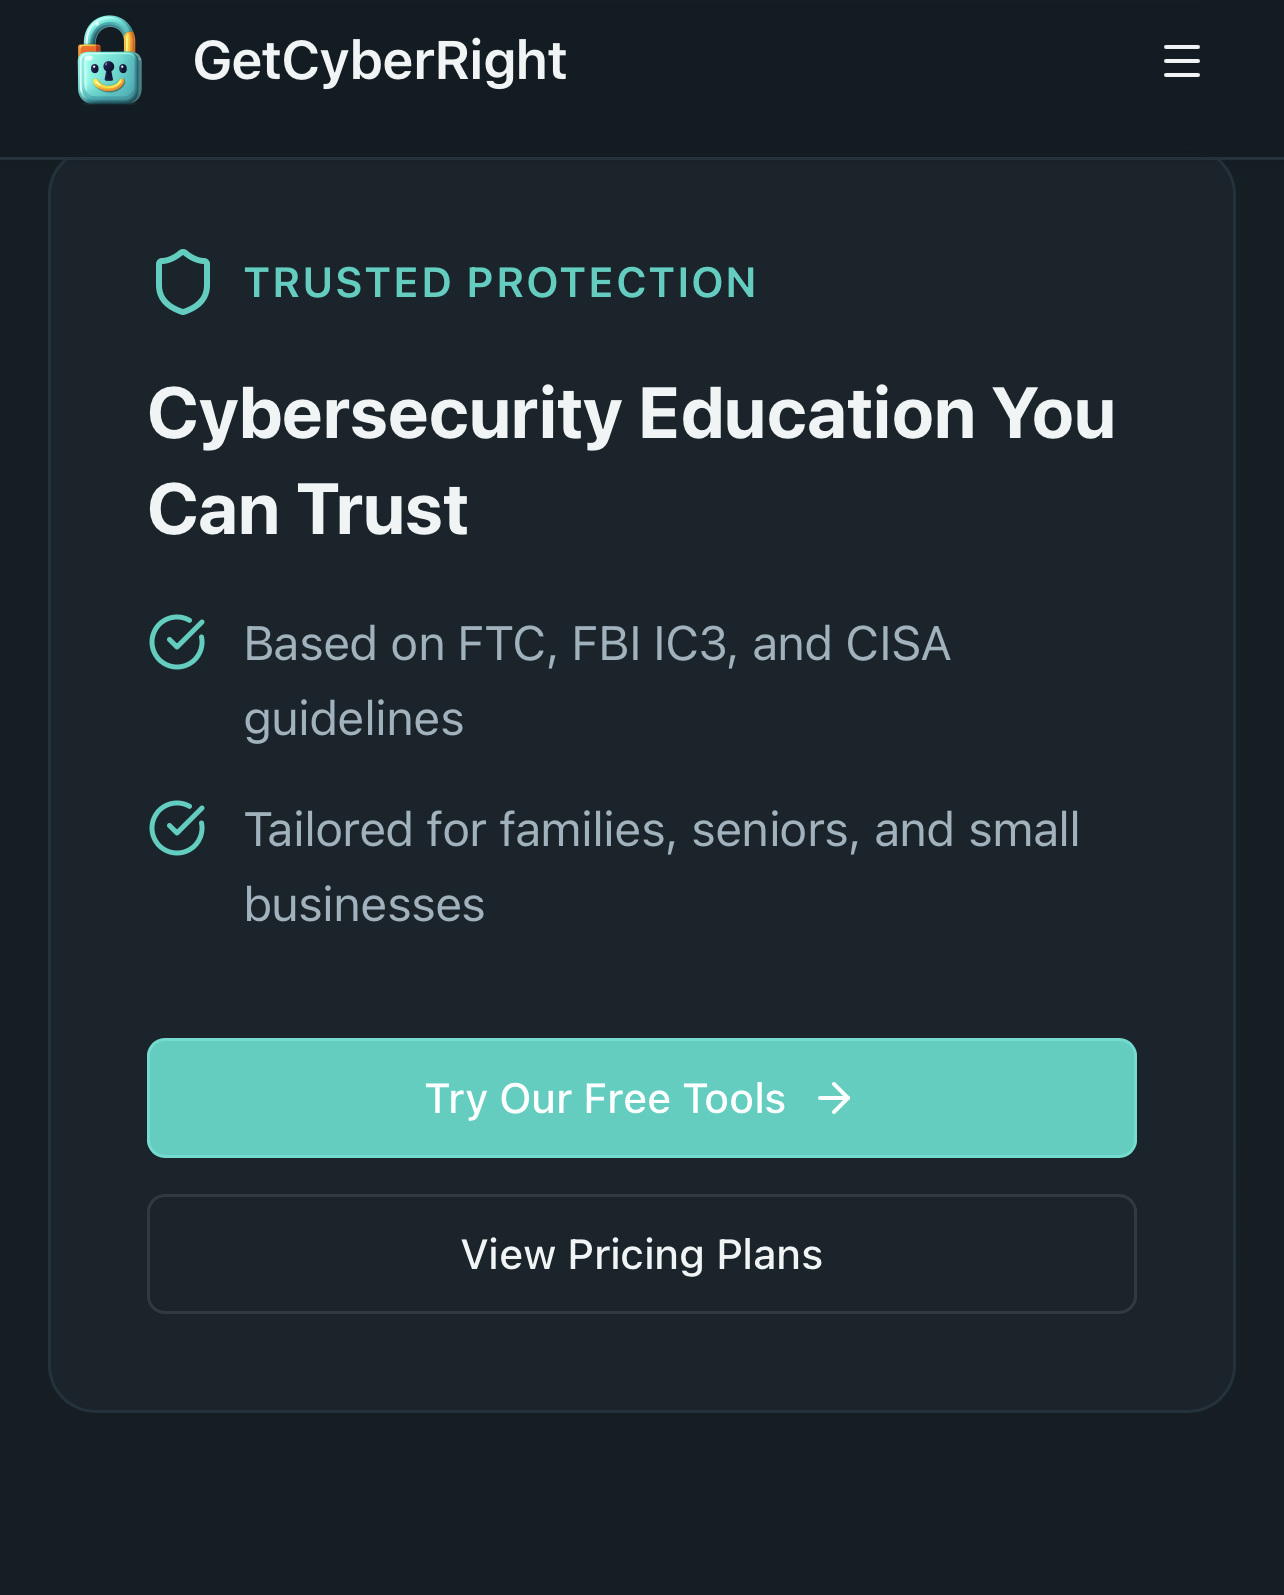 GetCyberRight
TRUSTED PROTECTION
Cybersecurity Education You
Can Trust
Based on FTC, FBI IC3, and CISA
guidelines
Tailored for families, seniors, and small
businesses
Try Our Free Tools
View Pricing Plans